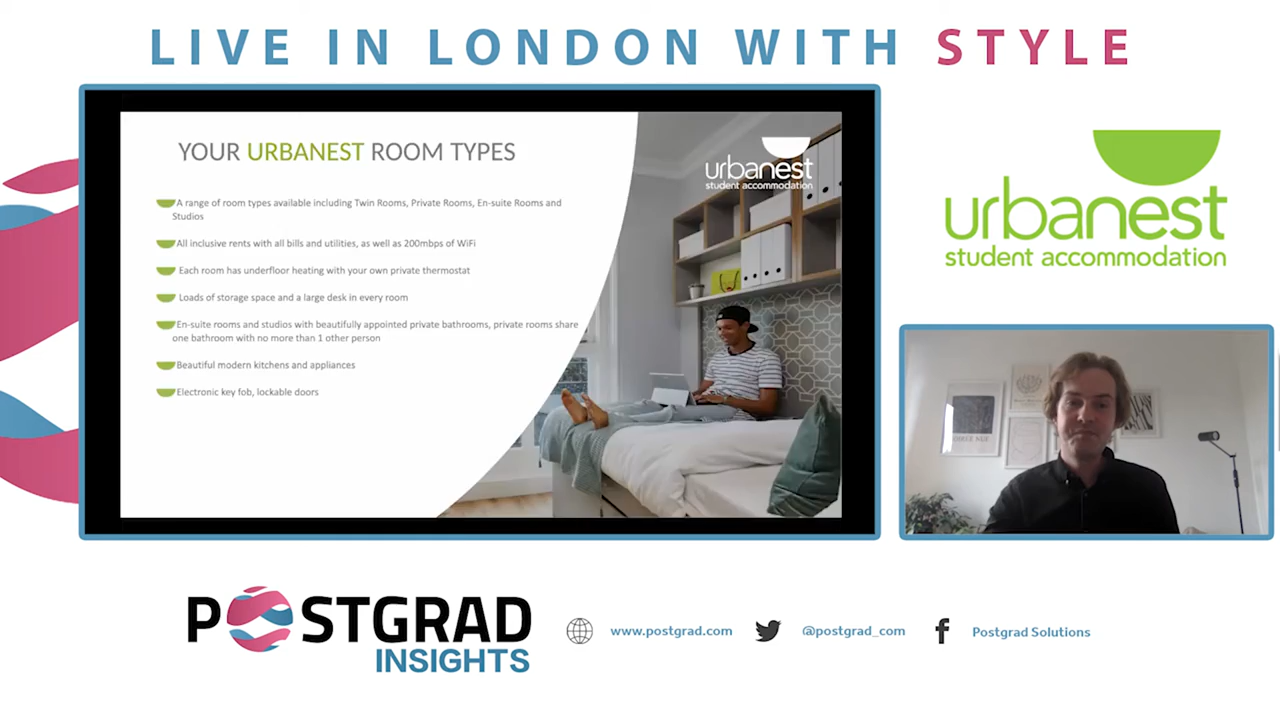 LIVE IN LONDON WITH STYLE
YOUR URBANEST ROOM TYPES
A range of room types available including Twin Rooms, Private Rooms, En-suite Rooms and
Studios
All inclusive rents with all bills and utilities, as well as 200mbps of WiFi
Each room has underfloor heating with your own private thermostat
Loads of storage space and a large desk in every room
En-suite rooms and studios with beautifully appointed private bathrooms, private rooms share
one bathroom with no more than 1 other person
Beautiful modern kitchens and appliances
Electronic key fob, lockable doors
urbanest
student accommodation
urbanest
student accommodation
POSTGRAD
INSIGHTS
www.postgrad.com
@postgrad_com
Postgrad Solutions